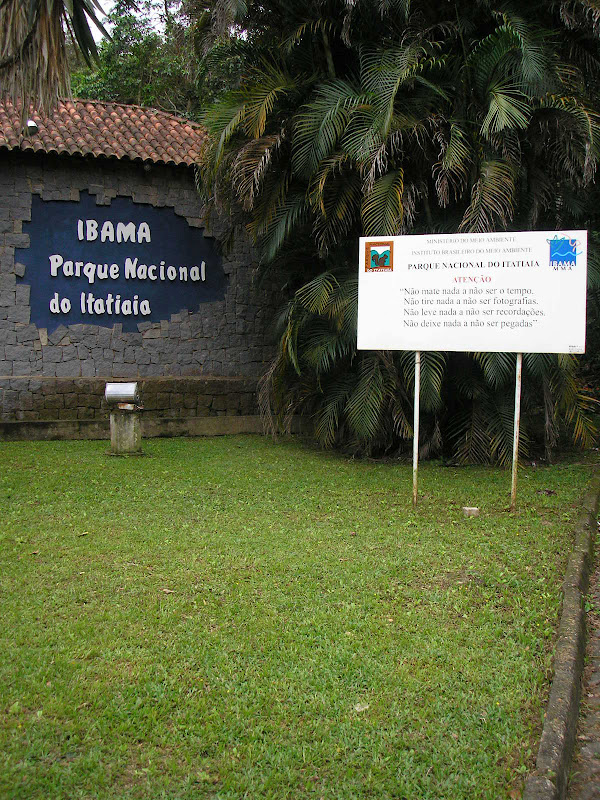 IBAMA
Parque Nacional
do Itatiaia
MINISTÉRIO DO MEIO AMBIENTE
INSTITUTO BRASILEIRO DO MEIO AMBIENTE
PARQUE NACIONAL DO ITATIAIA
ATENÇÃO
"Não mate nada a não ser o tempo.
Não tire nada a não ser fotografias.
Não leve nada a não ser recordações.
Não deixe nada a não ser pegadas"
IBAMA
MMA